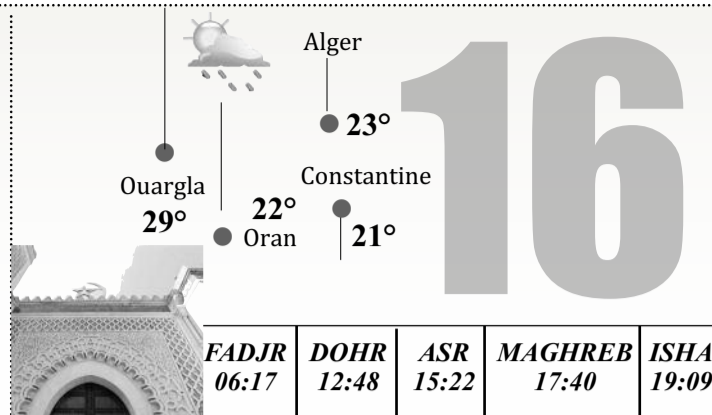 Alger
23°
16
Ouargla
29°
Constantine
21°
22°
Oran
FADJR DOHR ASR MAGHREB ISHA
06:17 12:48 15:22 17:40 19:09